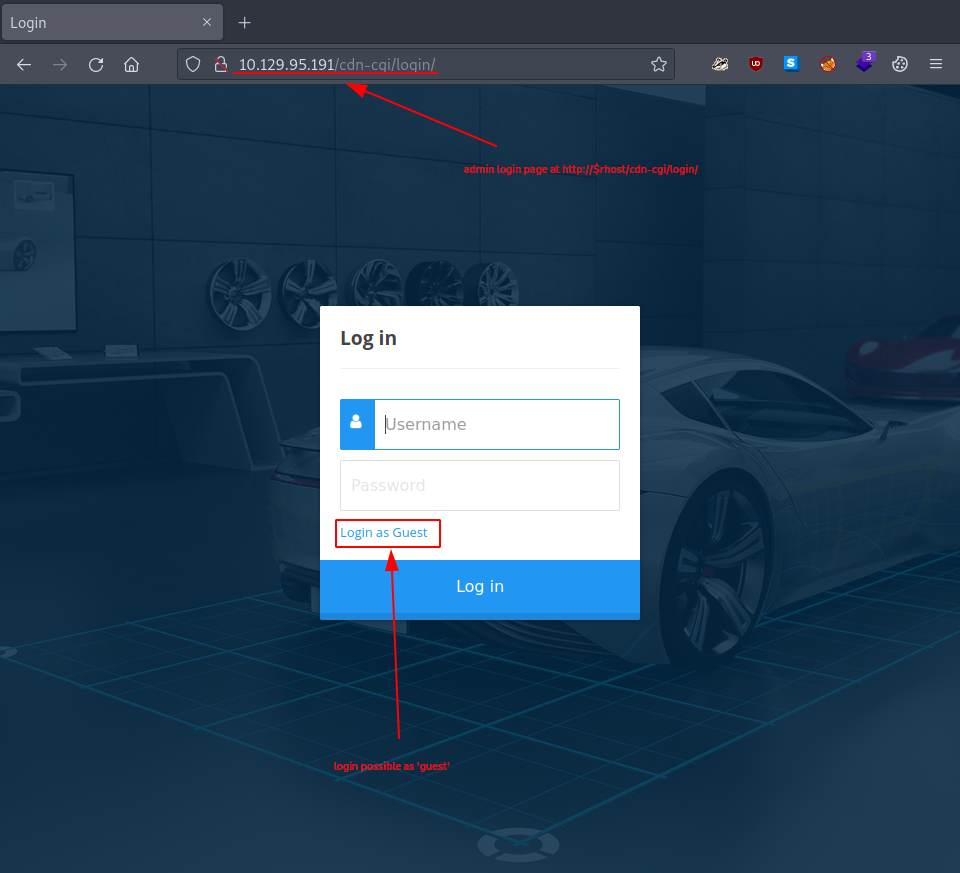 Login
10.129.95.191/cdn-cgi/login/
3
admin login page at http://$rhost/cdn-cgi/login/
Log in
Username
Password
Login as Guest
Log in
login possible as 'guest'